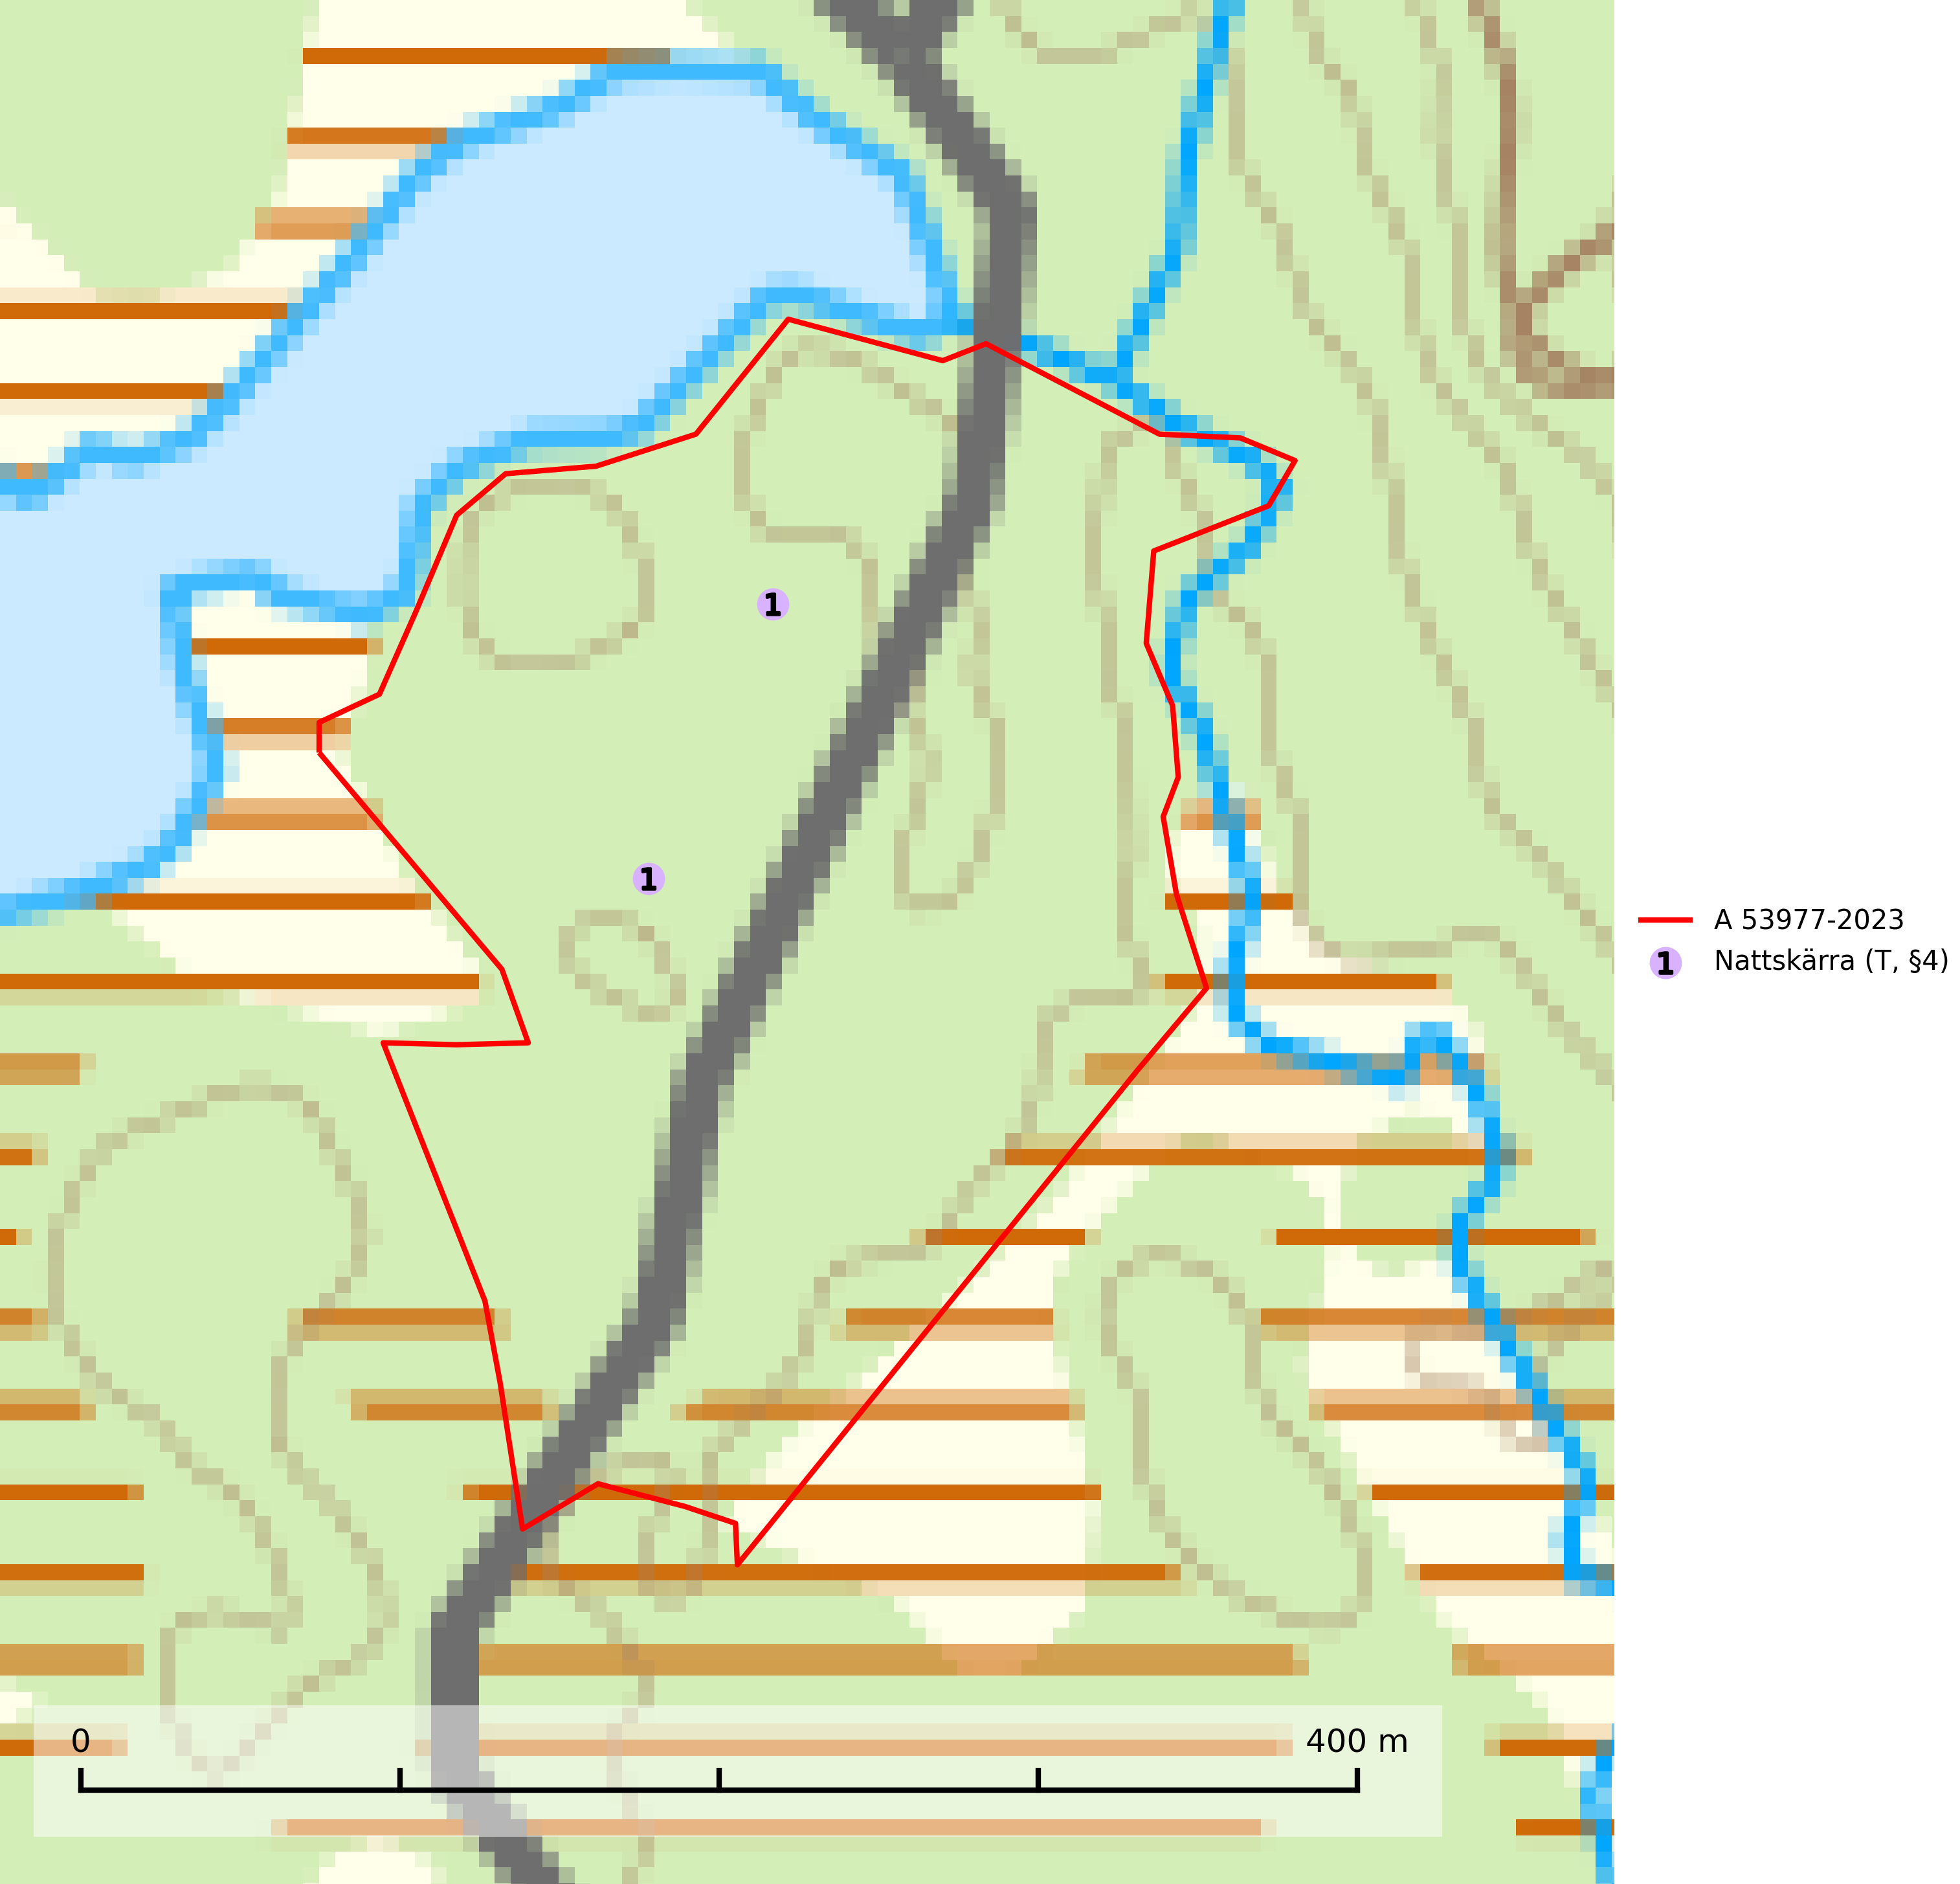 1
1
A 53977-2023
1 Nattskärra (T, §4)
0 400 m